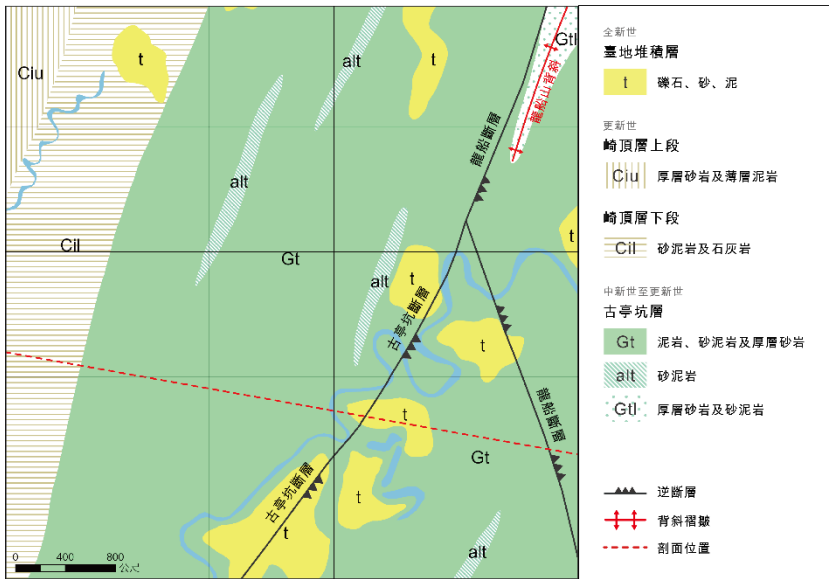 Ciu
t
alt
t
Gtl
龍船背斜
龍船斷層
alt
Cil
Gt
alt
t
t
古亭坑斷層
t
t
龍船斷層
Gt
古亭坑斷層
t
t
alt
0 400 800
公尺
全新世
臺地堆積層
t 礫石、砂、泥
更新世
崎頂層上段
Ciu 厚層砂岩及薄層泥岩
崎頂層下段
Cil 砂泥岩及石灰岩
中新世至更新世
古亭坑層
Gt 泥岩、砂泥岩及厚層砂岩
alt 砂泥岩
Gtl 厚層砂岩及砂泥岩
逆斷層
背斜褶皺
剖面位置